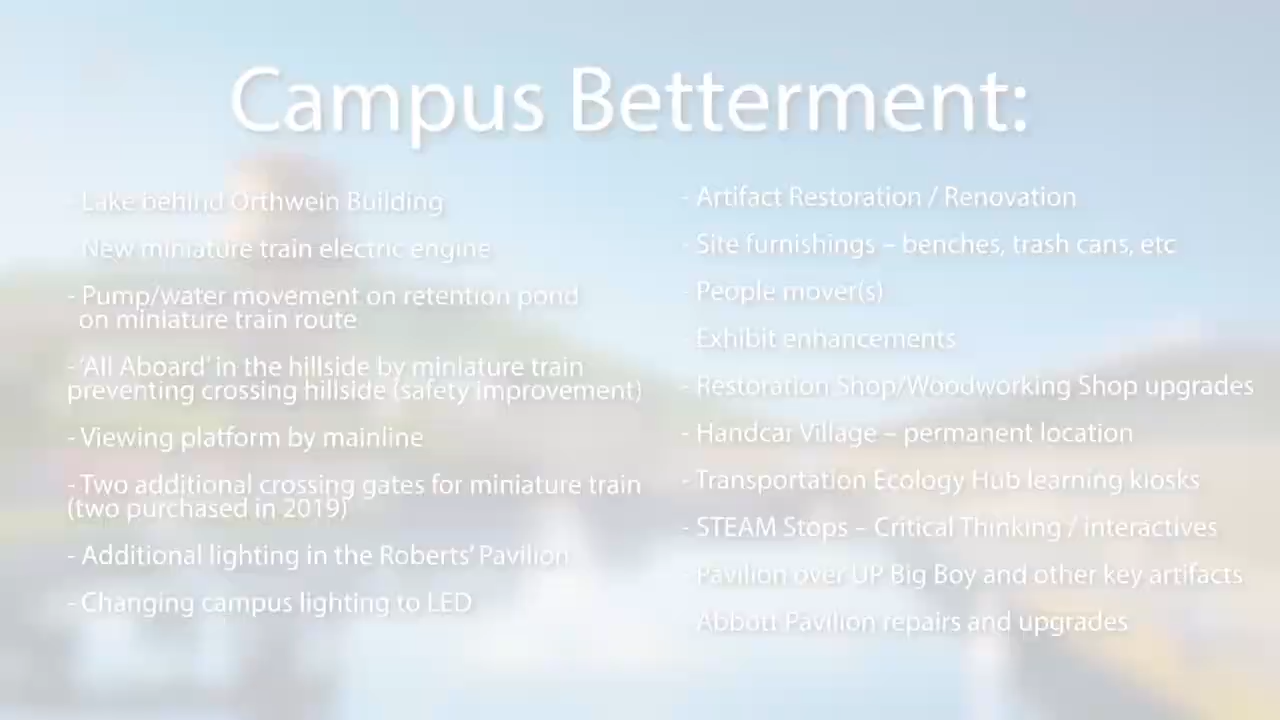 Campus Betterment:
- Lake behind Orthwein Building
- New miniature train electric engine
- Pump/water movement on retention pond
on miniature train route
- ‘All Aboard’ in the hillside by miniature train
preventing crossing hillside (safety improvement)
- Viewing platform by mainline
- Two additional crossing gates for miniature train
(two purchased in 2019)
- Additional lighting in the Roberts’ Pavilion
- Changing campus lighting to LED
- Artifact Restoration / Renovation
- Site furnishings – benches, trash cans, etc
- People mover(s)
- Exhibit enhancements
- Restoration Shop/Woodworking Shop upgrades
- Handcar Village – permanent location
- Transportation Ecology Hub learning kiosks
- STEAM Stops – Critical Thinking / interactives
- Pavilion over UP Big Boy and other key artifacts
- Abbott Pavilion repairs and upgrades